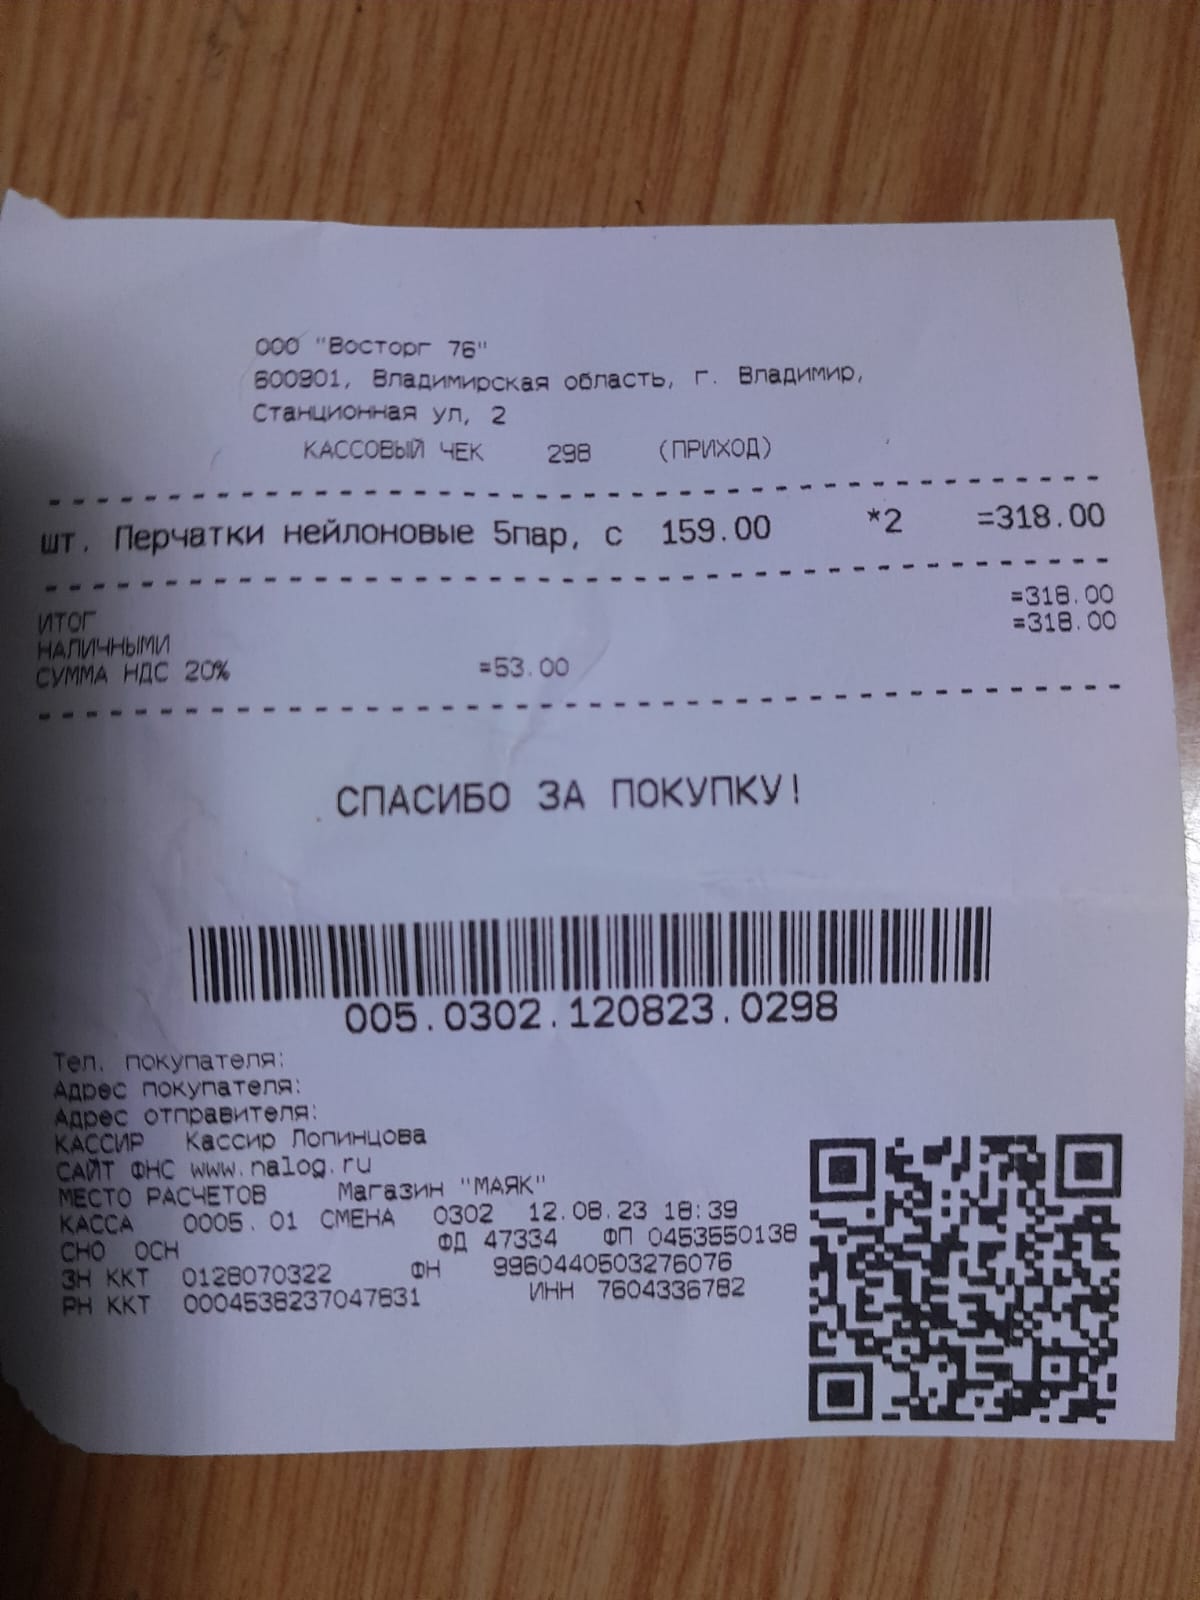 ООО "Восторг 76"
600901, Владимирская область, г. Владимир,
Станционная ул, 2
КАССОВЫЙ ЧЕК 298 (ПРИХОД)
шт. Перчатки нейлоновые 5пар, с 159.00 *2 =318.00
ИТОГ =318.00
НАЛИЧНЫМИ =318.00
СУММА НДС 20% =53.00
СПАСИБО ЗА ПОКУПКУ!
005.0302.120823.0298
Тел. покупателя:
Адрес покупателя:
Адрес отправителя:
КАССИР Кассир Лопинцова
САЙТ ФНС www.nalog.ru
МЕСТО РАСЧЕТОВ Магазин "МАЯК"
КАССА 0005.01 СМЕНА 0302 12.08.23 18:39
СНО ОСН ФД 47334 ФП 0453550138
ЗН ККТ 0128070322 ФН 9960440503276076
РН ККТ 0004538237047631 ИНН 7604336782